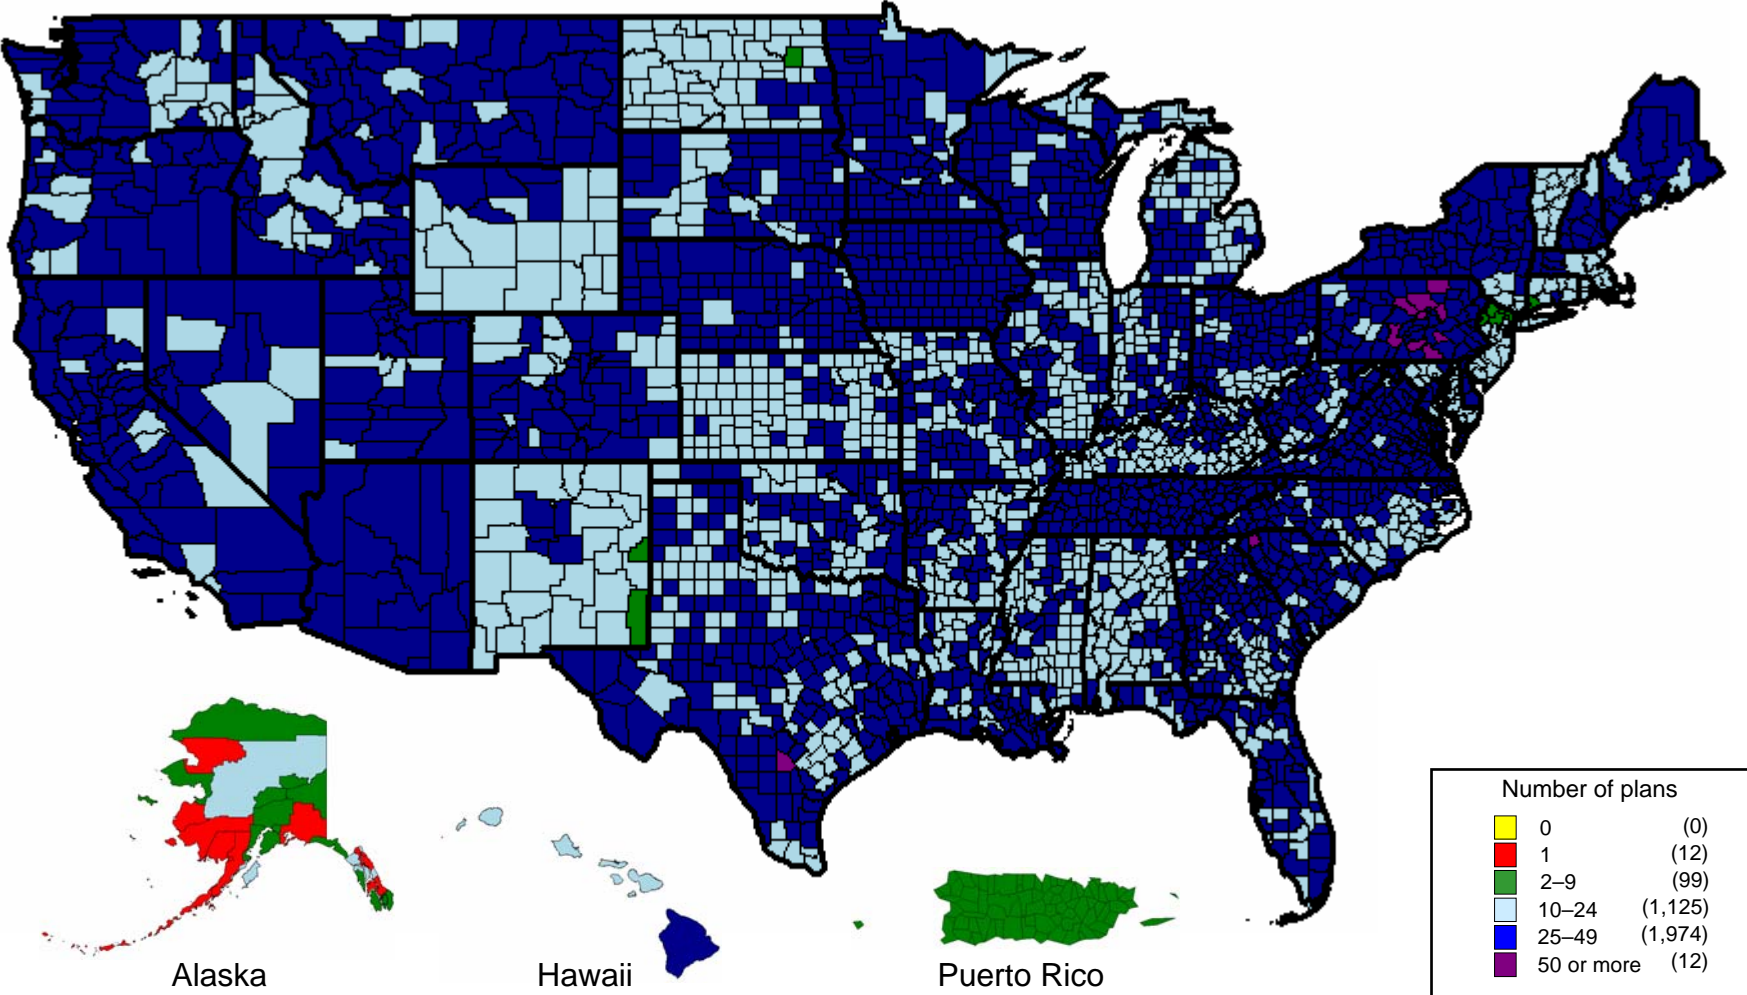 Number of plans
0 (0)
1 (12)
2–9 (99)
10–24 (1,125)
25–49 (1,974)
50 or more (12)
Alaska
Hawaii
Puerto Rico